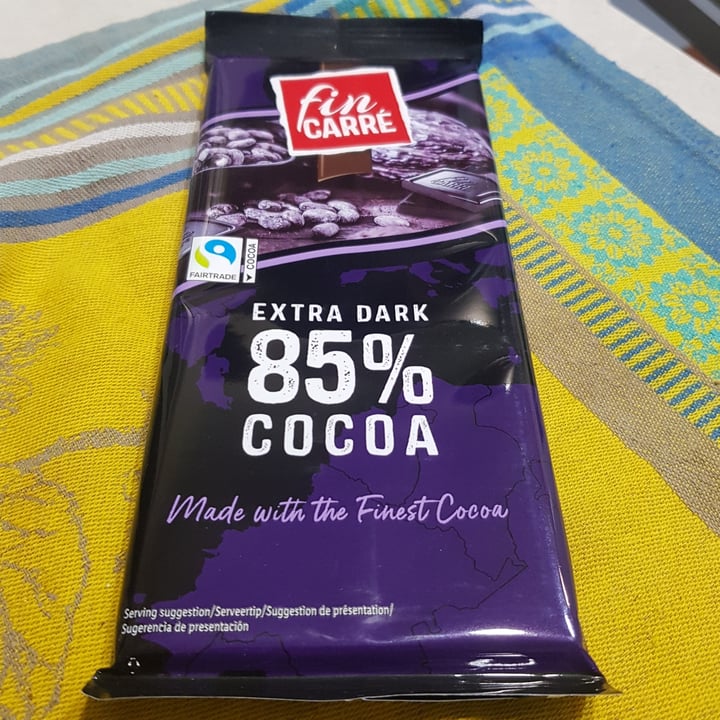 fin
CARRÉ
FAIRTRADE
COCOA
EXTRA DARK
85%
COCOA
Made with the Finest Cocoa
Serving suggestion/Serveertip/Suggestion de présentation/
Sugerencia de presentación